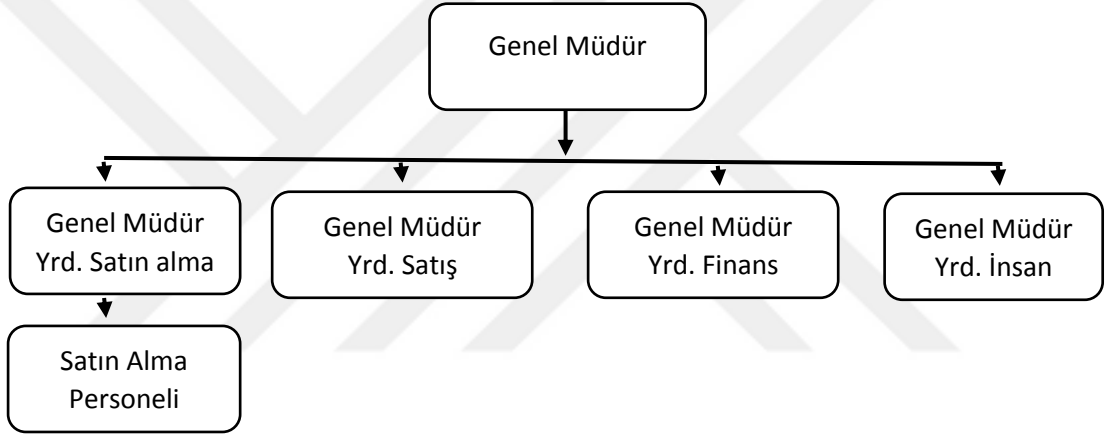 Genel Müdür
Genel Müdür
Yrd. Satın alma
Genel Müdür
Yrd. Satış
Genel Müdür
Yrd. Finans
Genel Müdür
Yrd. İnsan
Satın Alma
Personeli